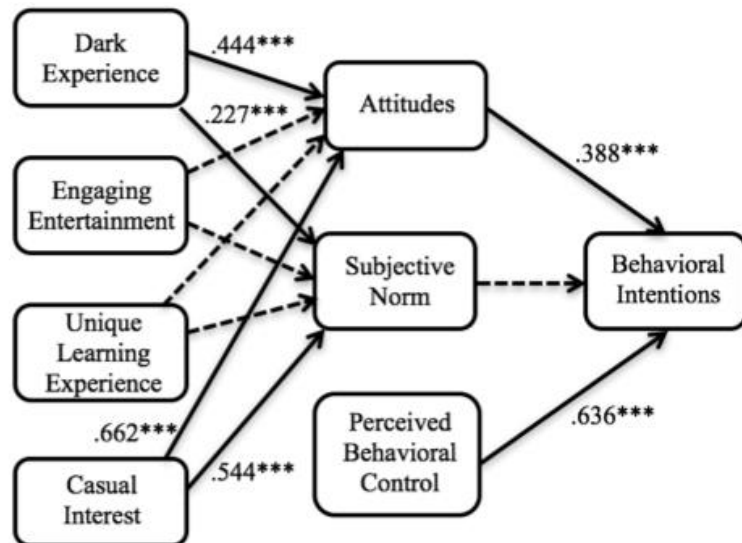 Dark
Experience
.444***
Attitudes
.227***
.388***
Engaging
Entertainment
Subjective
Norm
Behavioral
Intentions
Unique
Learning
Experience
.662***
Perceived
Behavioral
Control
.636***
.544***
Casual
Interest